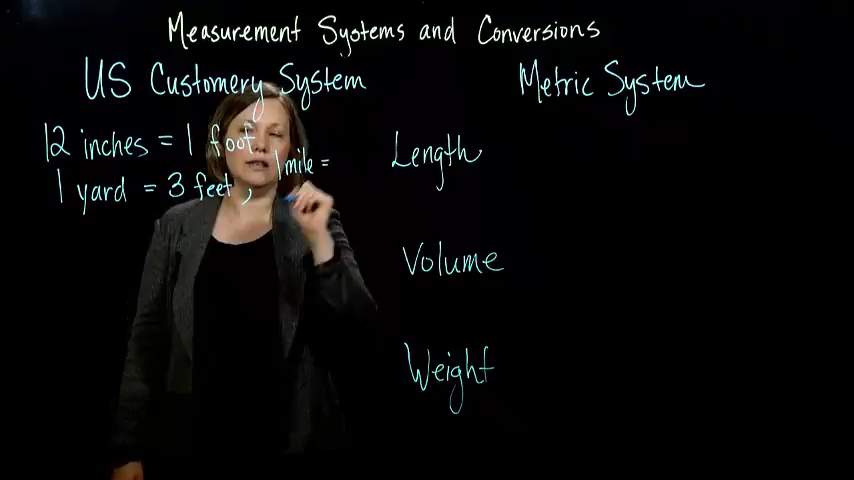 Measurement Systems and Conversions
US Customery System
Metric System
12 inches = 1 foot
1 yard = 3 feet, 1 mile =
Length
Volume
Weight